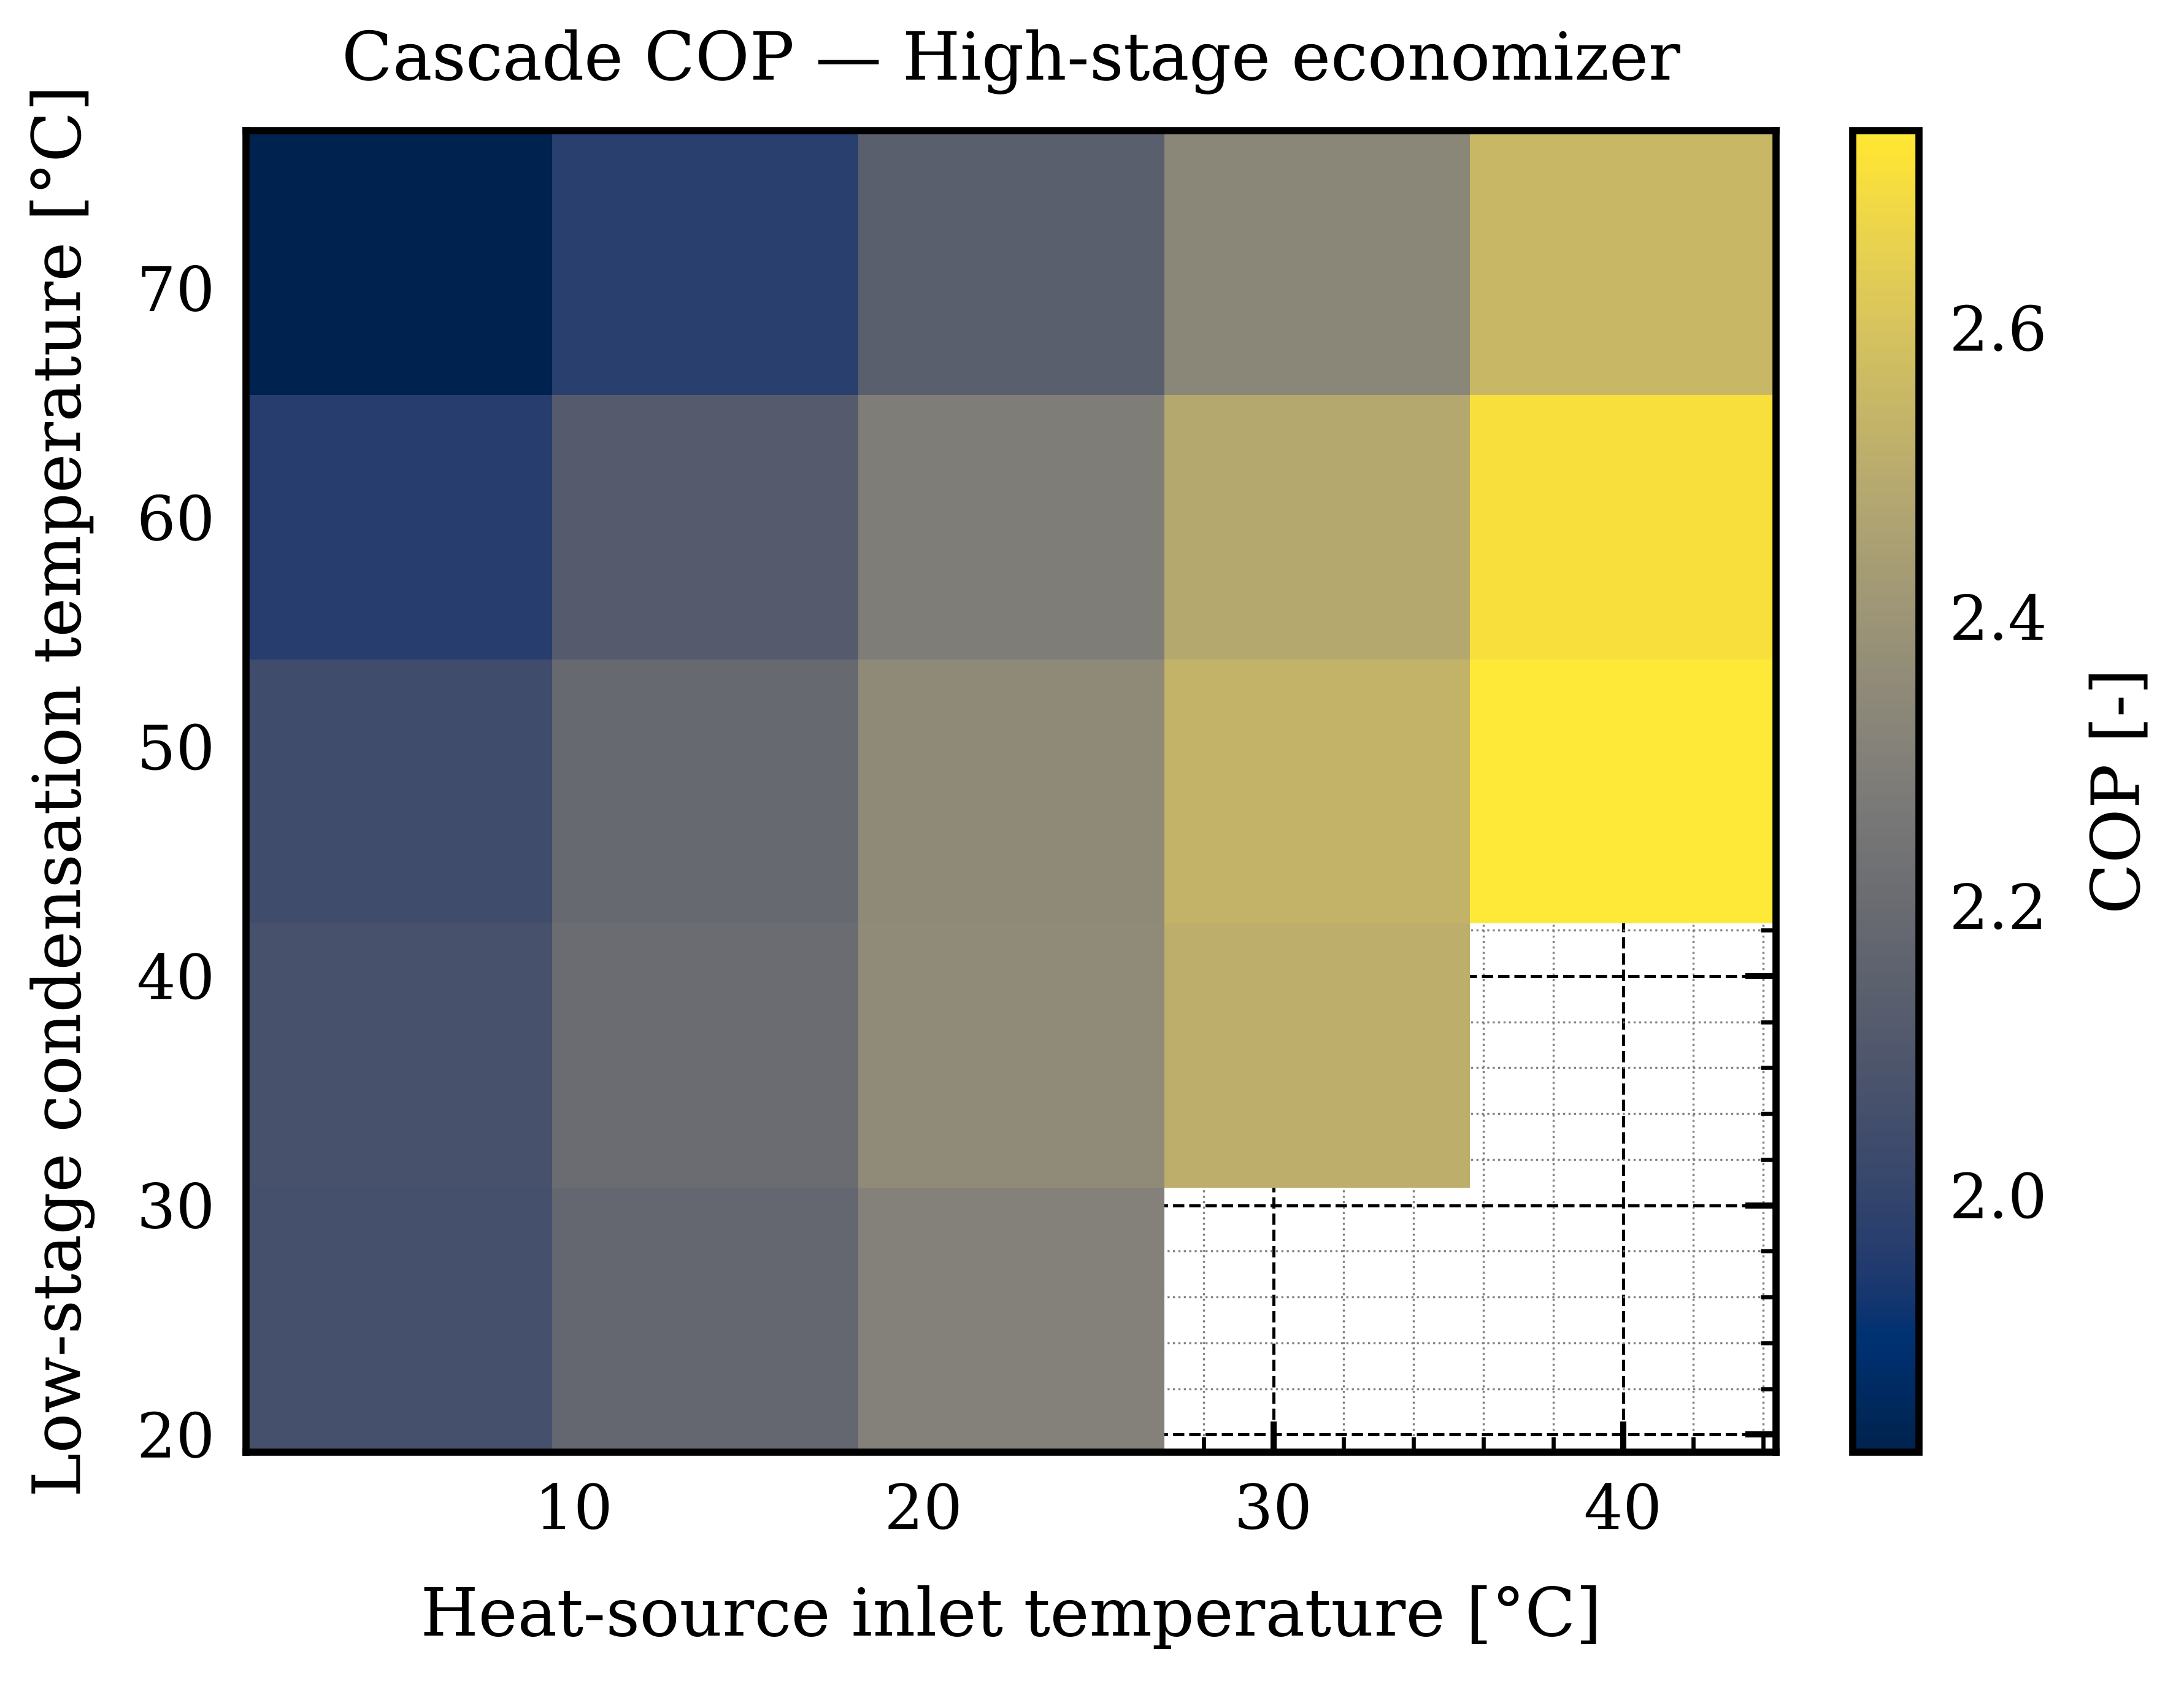 Cascade COP — High-stage economizer
Low-stage condensation temperature [°C]
70
60
50
40
30
20
10 20 30 40
Heat-source inlet temperature [°C]
2.6
2.4
2.2
2.0
COP [-]